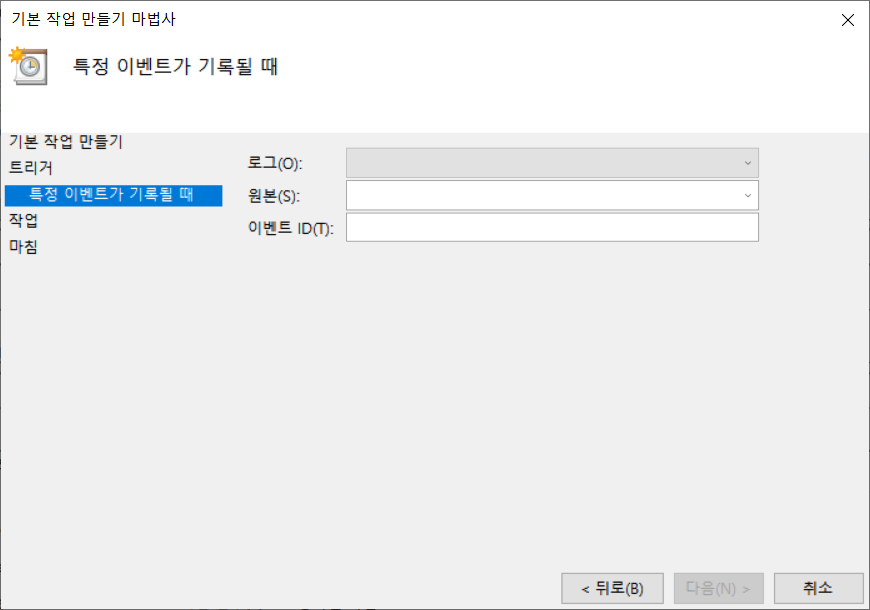 기본 작업 만들기 마법사
특정 이벤트가 기록될 때
기본 작업 만들기
트리거
특정 이벤트가 기록될 때
작업
마침
로그(O):
원본(S):
이벤트 ID(T):
< 뒤로(B)
다음(N) >
취소